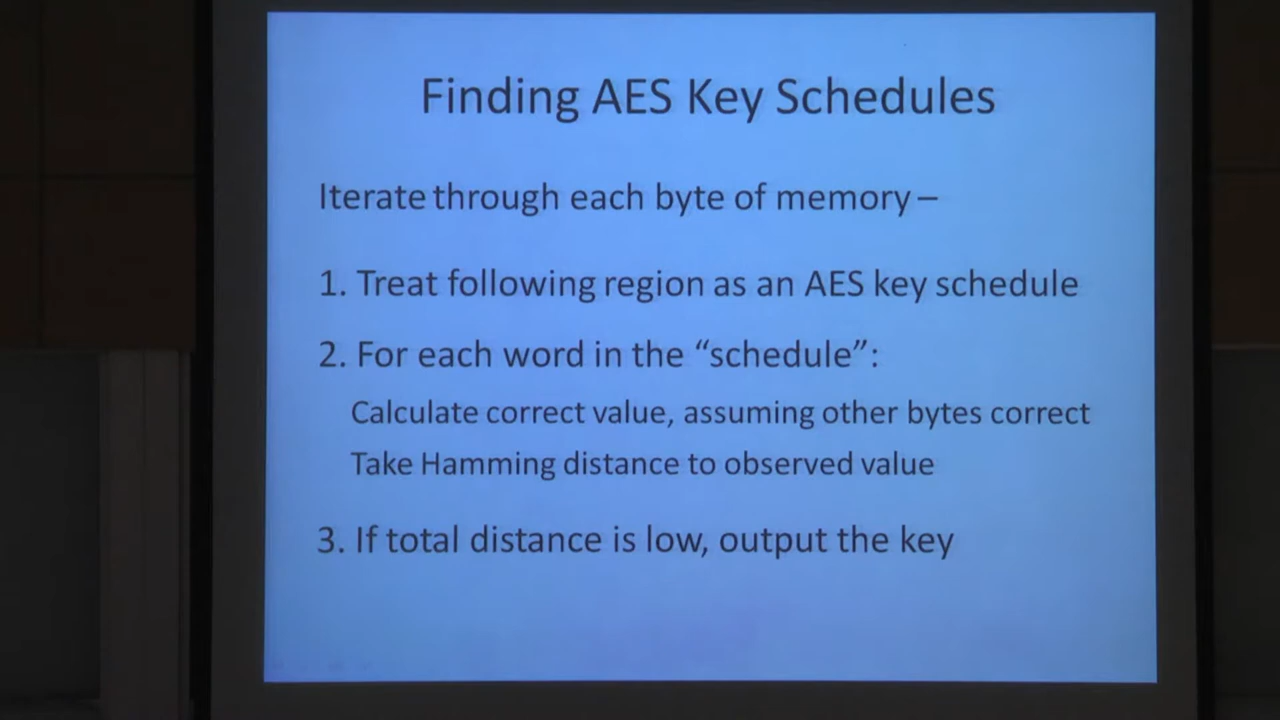 Finding AES Key Schedules
Iterate through each byte of memory –
1. Treat following region as an AES key schedule
2. For each word in the “schedule”:
Calculate correct value, assuming other bytes correct
Take Hamming distance to observed value
3. If total distance is low, output the key